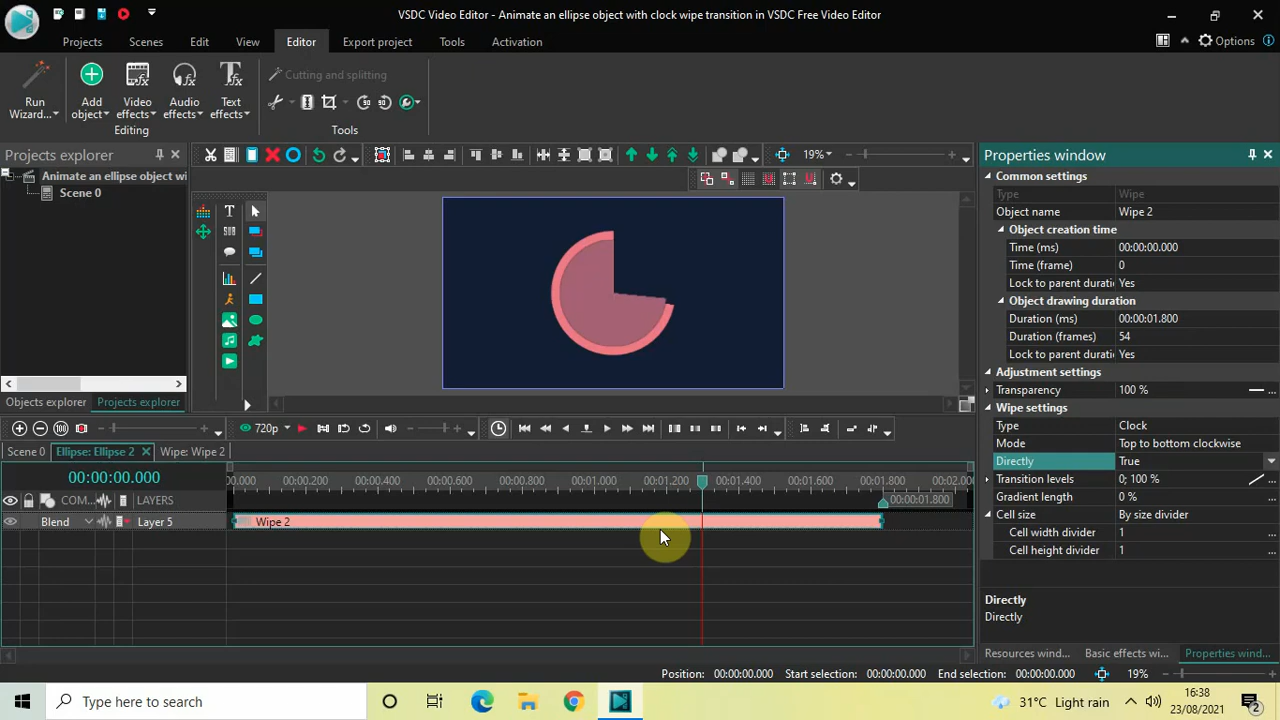 VSDC Video Editor - Animate an ellipse object with clock wipe transition in VSDC Free Video Editor
Projects Scenes Edit View Editor Export project Tools Activation Options
Run Wizard...
Add object
Video effects
Audio effects
Text effects
Cutting and splitting
Editing
Tools
Projects explorer
Animate an ellipse object wi
Scene 0
Objects explorer Projects explorer
19%
Properties window
Common settings
Type Wipe
Object name Wipe 2
Object creation time
Time (ms) 00:00:00.000
Time (frame) 0
Lock to parent durati Yes
Object drawing duration
Duration (ms) 00:00:01.800
Duration (frames) 54
Lock to parent durati Yes
Adjustment settings
Transparency 100 % ...
Wipe settings
Type Clock
Mode Top to bottom clockwise
Directly True
Transition levels 0; 100 % ...
Gradient length 0 % ...
Cell size By size divider
Cell width divider 1 ...
Cell height divider 1 ...
Directly
Directly
Resources wind... Basic effects wi... Properties wind...
720p
Scene 0 Ellipse: Ellipse 2 Wipe: Wipe 2
00:00:00.000
0.000 00:00.200 00:00.400 00:00.600 00:00.800 00:01.000 00:01.200 00:01.400 00:01.600 00:01.800 00:02.00
00:00:01.800
COM... LAYERS
Blend Layer 5 Wipe 2
Position: 00:00:00.000 Start selection: 00:00:00.000 End selection: 00:00:00.000 19%
Type here to search
31°C Light rain
16:38
23/08/2021
2